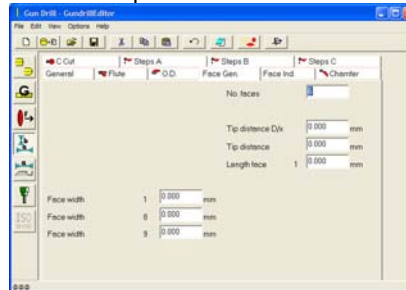 Gun Drill - GundrillEditor
File Edit View Options Help
C Cut Steps A Steps B Steps C
General Flute O.D. Face Gen. Face Ind. Chamfer
No. faces
Tip distance D/x 0.000 mm
Tip distance 0.000 mm
Length face 1 0.000 mm
Face width 1 0.000 mm
Face width 8 0.000 mm
Face width 9 0.000 mm
G
ISO